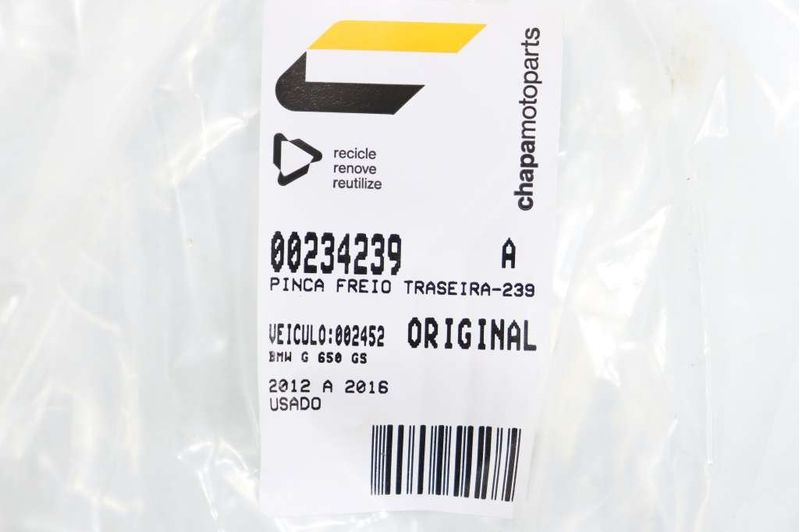 chapamotoparts
recicle
renove
reutilize
00234239 A
PINCA FREIO TRASEIRA-239
VEICULO:002452 ORIGINAL
BMW G 650 GS
2012 A 2016
USADO